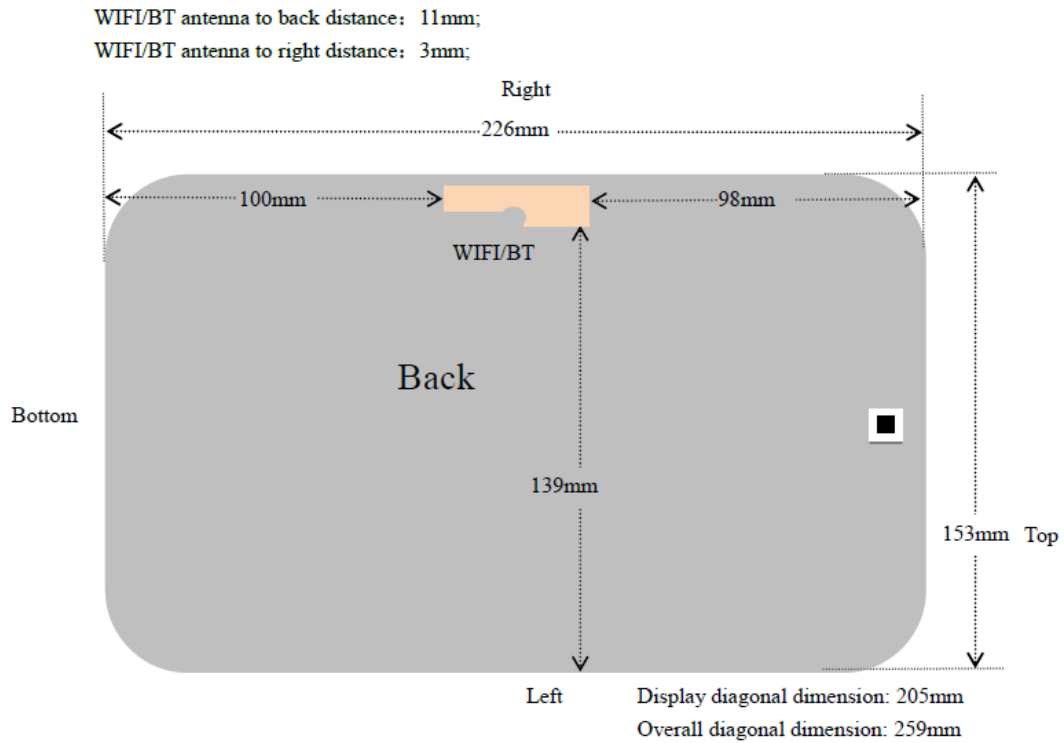 WIFI/BT antenna to back distance：11mm;
WIFI/BT antenna to right distance：3mm;
Right
226mm
100mm
98mm
WIFI/BT
Back
Bottom
139mm
153mm
Top
Left
Display diagonal dimension: 205mm
Overall diagonal dimension: 259mm